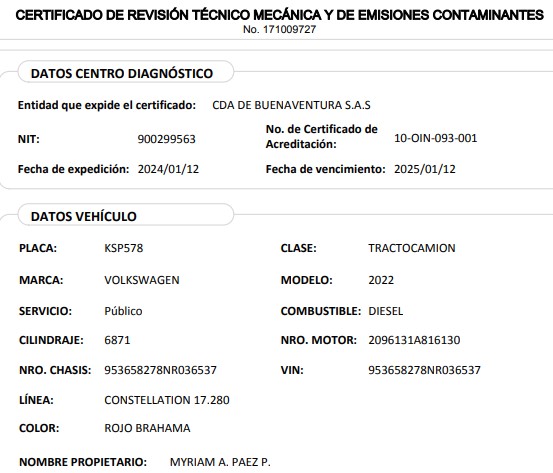 CERTIFICADO DE REVISIÓN TÉCNICO MECÁNICA Y DE EMISIONES CONTAMINANTES
No. 171009727
DATOS CENTRO DIAGNÓSTICO
Entidad que expide el certificado: CDA DE BUENAVENTURA S.A.S
NIT: 900299563 No. de Certificado de Acreditación: 10-OIN-093-001
Fecha de expedición: 2024/01/12 Fecha de vencimiento: 2025/01/12
DATOS VEHÍCULO
PLACA: KSP578 CLASE: TRACTOCAMION
MARCA: VOLKSWAGEN MODELO: 2022
SERVICIO: Público COMBUSTIBLE: DIESEL
CILINDRAJE: 6871 NRO. MOTOR: 2096131A816130
NRO. CHASIS: 953658278NR036537 VIN: 953658278NR036537
LÍNEA: CONSTELLATION 17.280
COLOR: ROJO BRAHAMA
NOMBRE PROPIETARIO: MYRIAM A. PAEZ P.